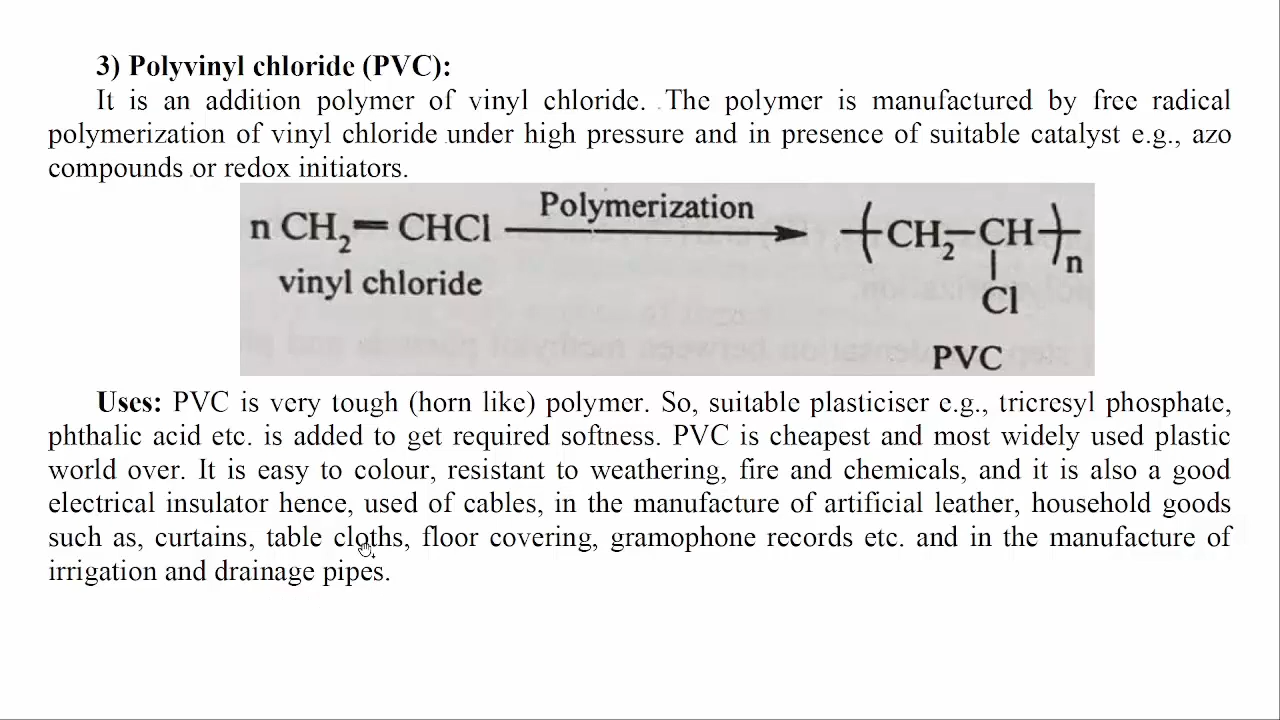 3) Polyvinyl chloride (PVC):
It is an addition polymer of vinyl chloride. The polymer is manufactured by free radical
polymerization of vinyl chloride under high pressure and in presence of suitable catalyst e.g., azo
compounds or redox initiators.
n CH₂═ CHCl Polymerization ─(CH₂─CH)─n
vinyl chloride Cl
PVC
Uses: PVC is very tough (horn like) polymer. So, suitable plasticiser e.g., tricresyl phosphate,
phthalic acid etc. is added to get required softness. PVC is cheapest and most widely used plastic
world over. It is easy to colour, resistant to weathering, fire and chemicals, and it is also a good
electrical insulator hence, used of cables, in the manufacture of artificial leather, household goods
such as, curtains, table cloths, floor covering, gramophone records etc. and in the manufacture of
irrigation and drainage pipes.